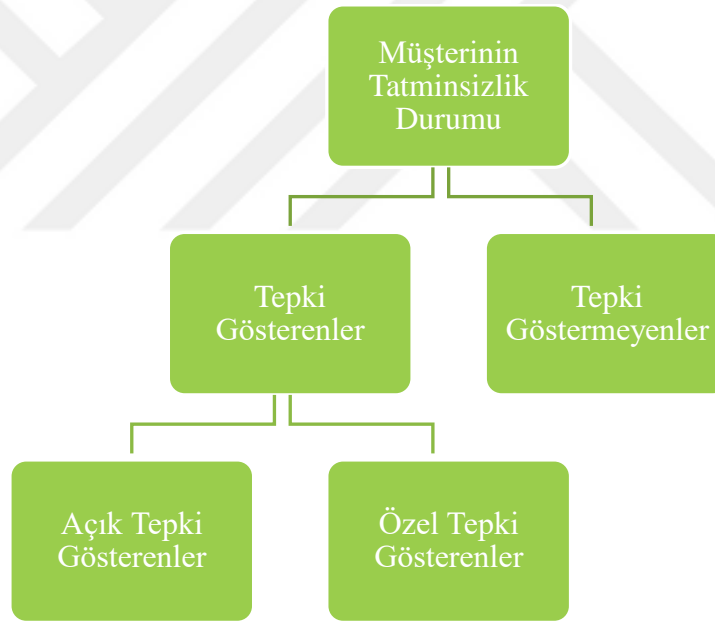 Müşterinin
Tatminsizlik
Durumu
Tepki
Gösterenler
Tepki
Göstermeyenler
Açık Tepki
Gösterenler
Özel Tepki
Gösterenler